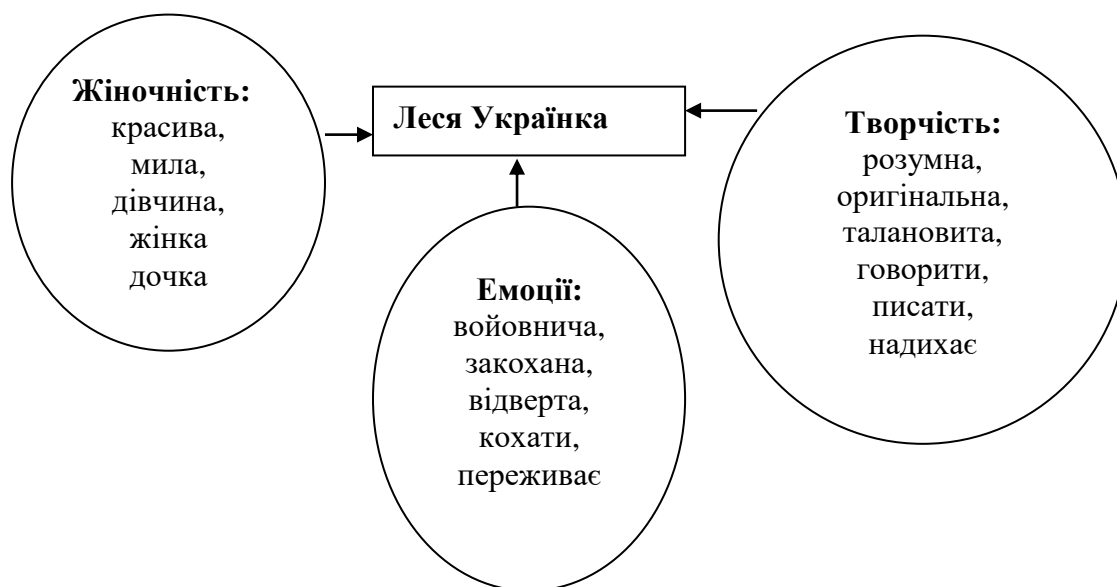 Жіночність:
красива,
мила,
дівчина,
жінка
дочка
Леся Українка
Емоції:
войовнича,
закохана,
відверта,
кохати,
переживає
Творчість:
розумна,
оригінальна,
талановита,
говорити,
писати,
надихає